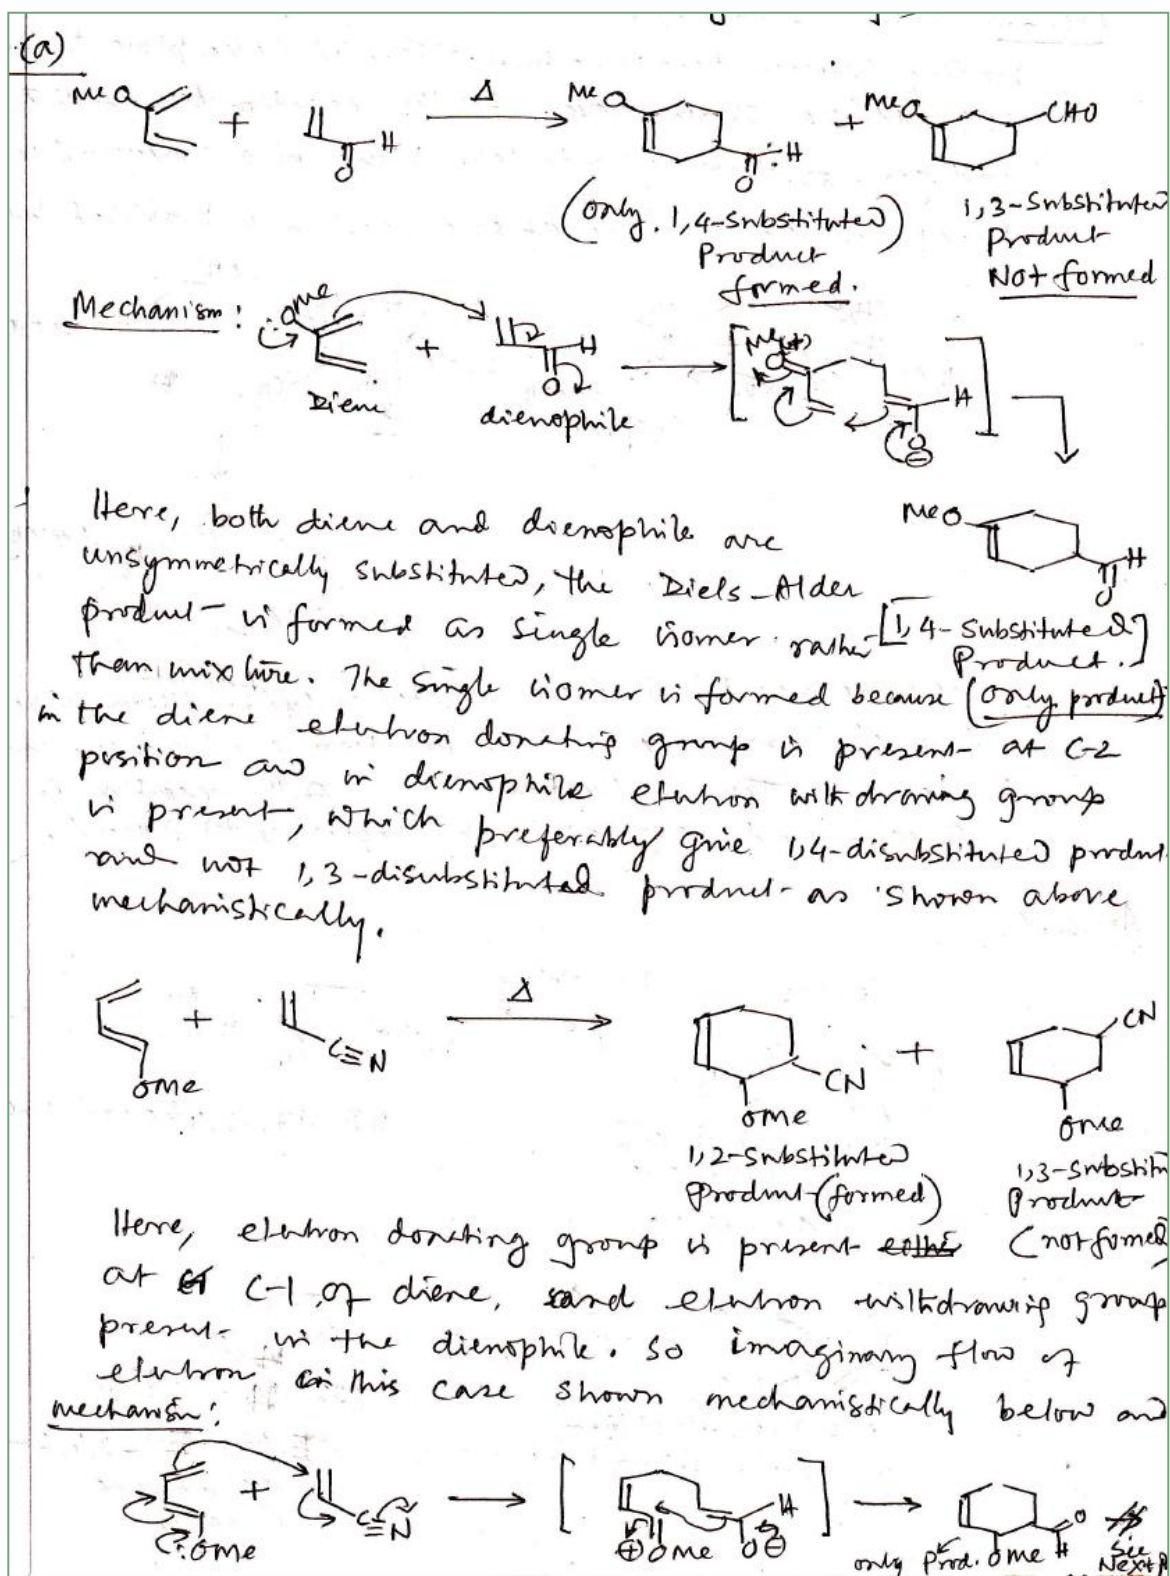 (a)
MeO + H O Δ MeO H O + MeO CHO
(only 1,4-Substituted) 1,3-Substituted
Product Product
formed. Not formed
Mechanism: :OMe + H O Me (+) O H O ⊖
Diene dienophile
Here, both diene and dienophile are MeO H O
unsymmetrically substituted, the Diels-Alder
product is formed as single isomer rather [1,4-Substituted]
than mixture. The single isomer is formed because Product.
(only product)
in the diene electron donating group is present at C-2
position and in dienophile electron withdrawing group
is present, which preferably give 1,4-disubstituted product
and not 1,3-disubstituted product as shown above
mechanistically.
OMe + C≡N Δ CN OMe + CN OMe
1,2-Substituted 1,3-Substitu
Product (formed) Product
Here, electron donating group is present (not formed)
at C-1 of diene, and electron withdrawing group
present in the dienophile. So imaginary flow of
electron in this case shown mechanistically below and
mechanism:
:OMe + C≡N ⊕OMe O⊖ H only Prod. OMe H O See
Next P